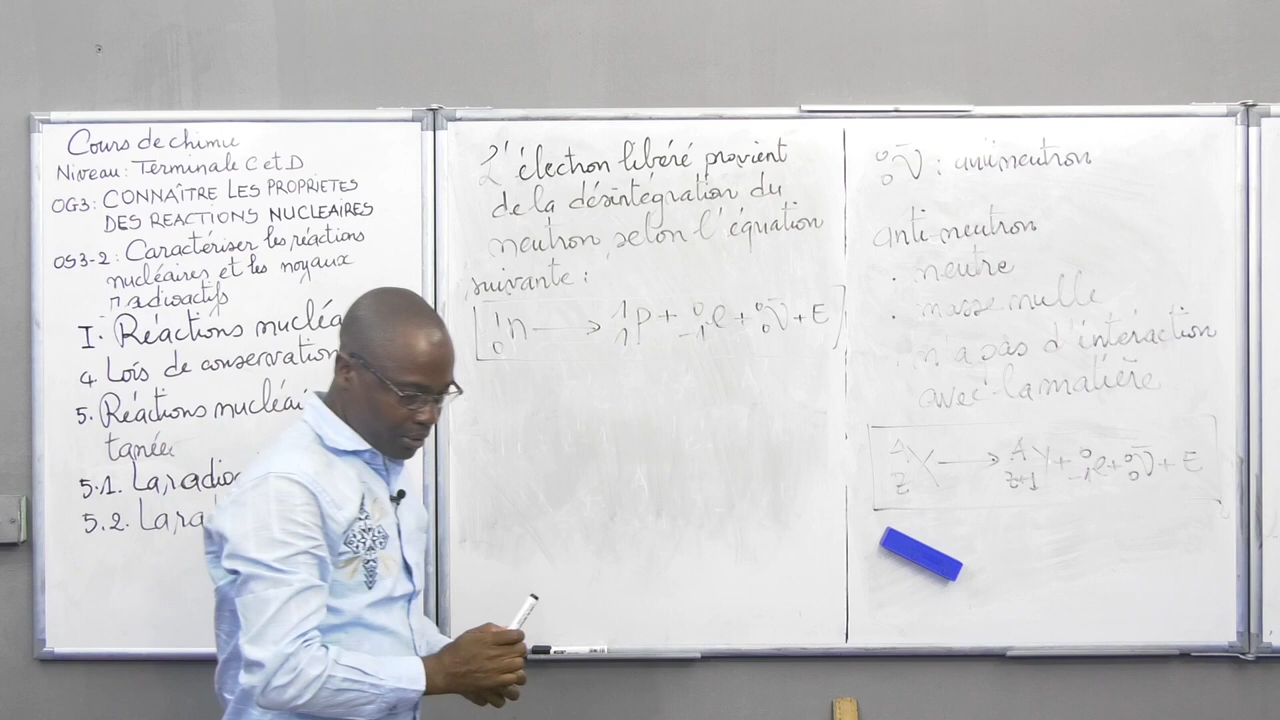 Cours de chimie
Niveau: Terminale C et D
OG3: CONNAÎTRE LES PROPRIETES
DES REACTIONS NUCLEAIRES
OS3-2: Caractériser les réactions
nucléaires et les noyaux
radioactifs
I. Réactions nucléa
4. Lois de conservation
5. Réactions nucléai
tanée
5.1. La radio
5.2. La ra
L'électron libéré provient
de la désintégration du
neutron, selon l'équation
suivante:
¹₀n → ¹₁p + ⁰₋₁e + ⁰₀ν̄ + E
⁰₀ν̄ : antineutron
anti-neutron
. neutre
. masse nulle
. n'a pas d'intéraction
avec la matière
ᴬ_Z X → ᴬ_Z+1 Y + ⁰₋₁e + ⁰₀ν̄ + E